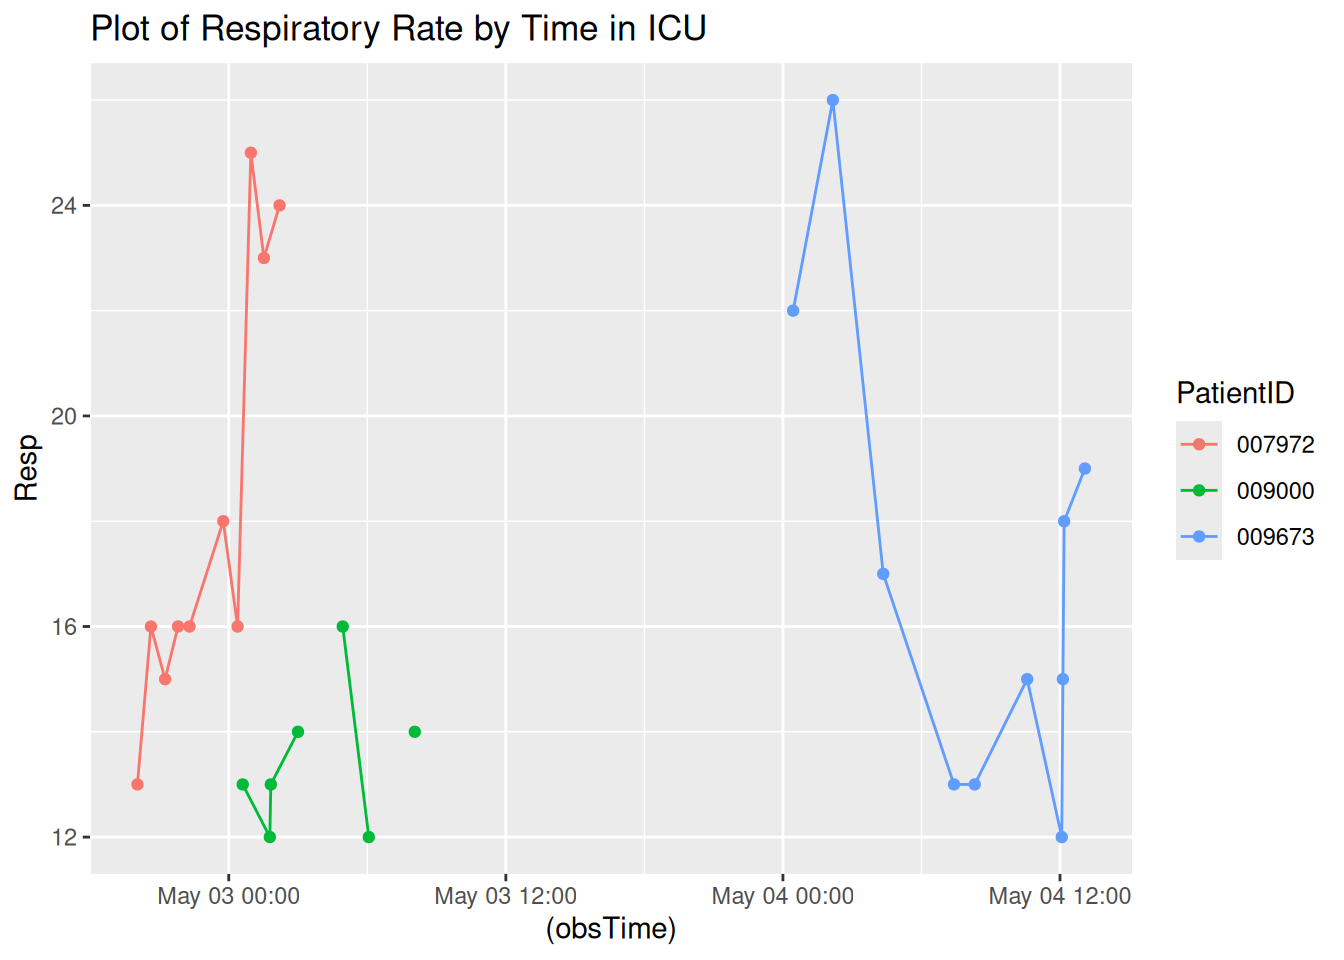 Plot of Respiratory Rate by Time in ICU
24
20
16
12
Resp
May 03 00:00
May 03 12:00
May 04 00:00
May 04 12:00
(obsTime)
PatientID
007972
009000
009673